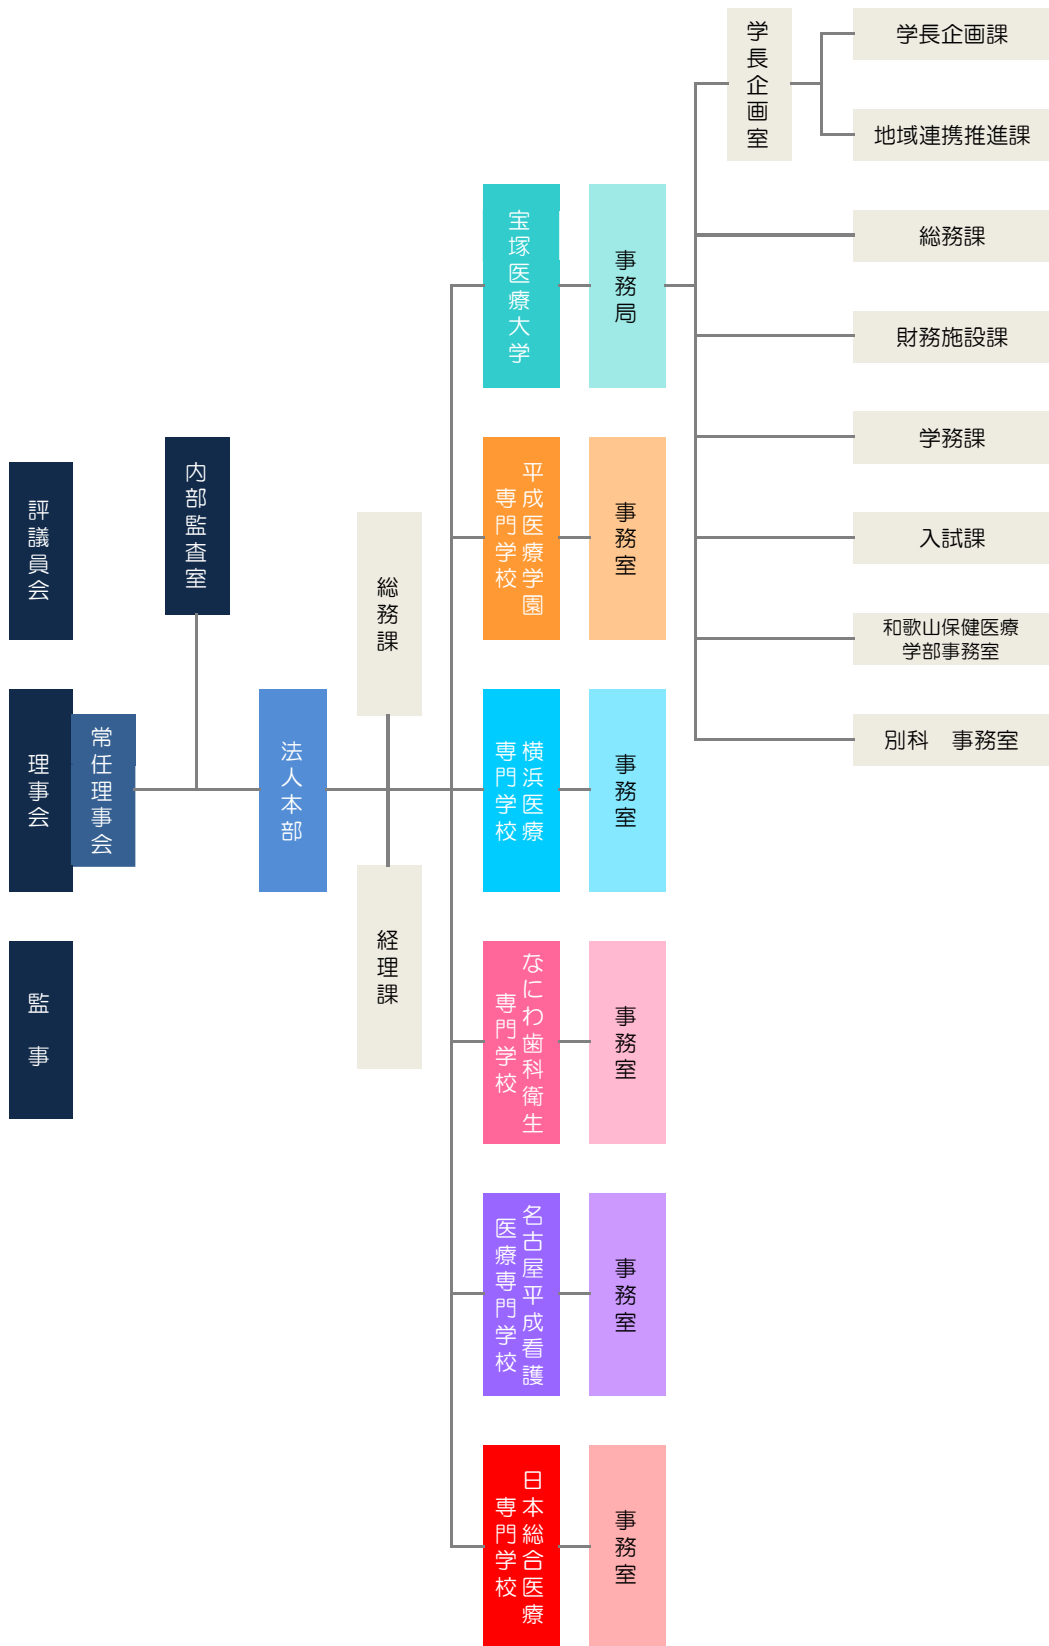 評議員会
理事会
監　事
常任理事会
内部監査室
法人本部
総務課
経理課
宝塚医療大学
事務局
学長企画室
学長企画課
地域連携推進課
総務課
財務施設課
学務課
入試課
和歌山保健医療
学部事務室
別科　事務室
平成医療学園
専門学校
事務室
横浜医療
専門学校
事務室
なにわ歯科衛生
専門学校
事務室
名古屋平成看護
医療専門学校
事務室
日本総合医療
専門学校
事務室